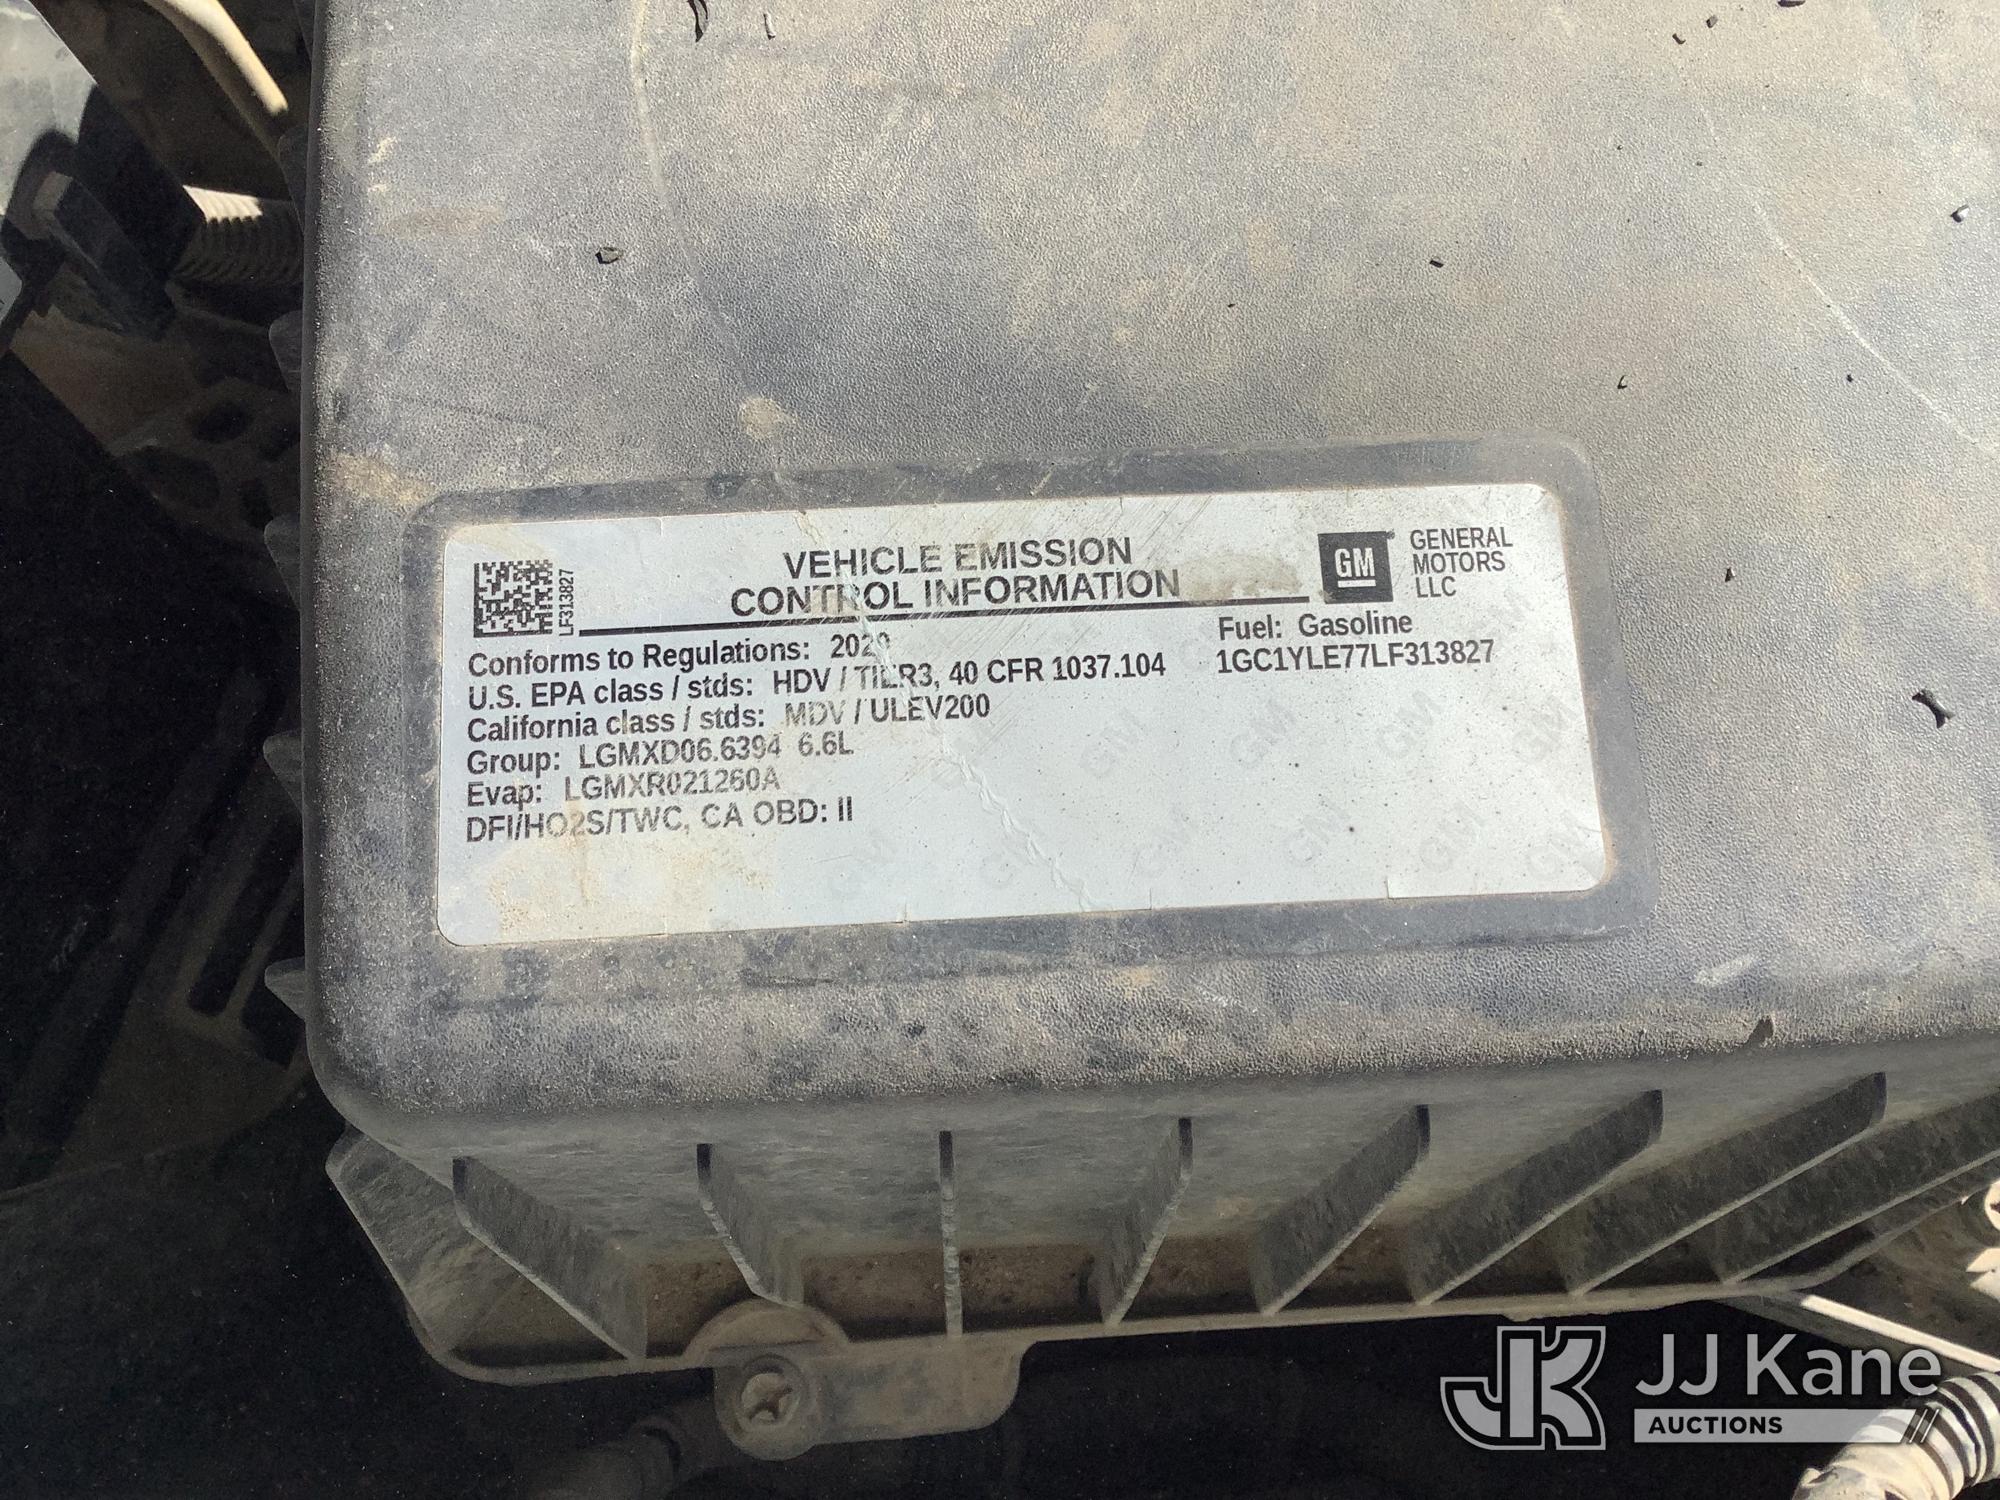 LF313827
VEHICLE EMISSION
CONTROL INFORMATION
GM
GENERAL
MOTORS
LLC
Conforms to Regulations: 2020
Fuel: Gasoline
U.S. EPA class / stds: HDV / TIER3, 40 CFR 1037.104
1GC1YLE77LF313827
California class / stds: MDV / ULEV200
Group: LGMXD06.6394 6.6L
Evap: LGMXR021260A
DFI/HO2S/TWC, CA OBD: II
JK
JJ Kane
AUCTIONS